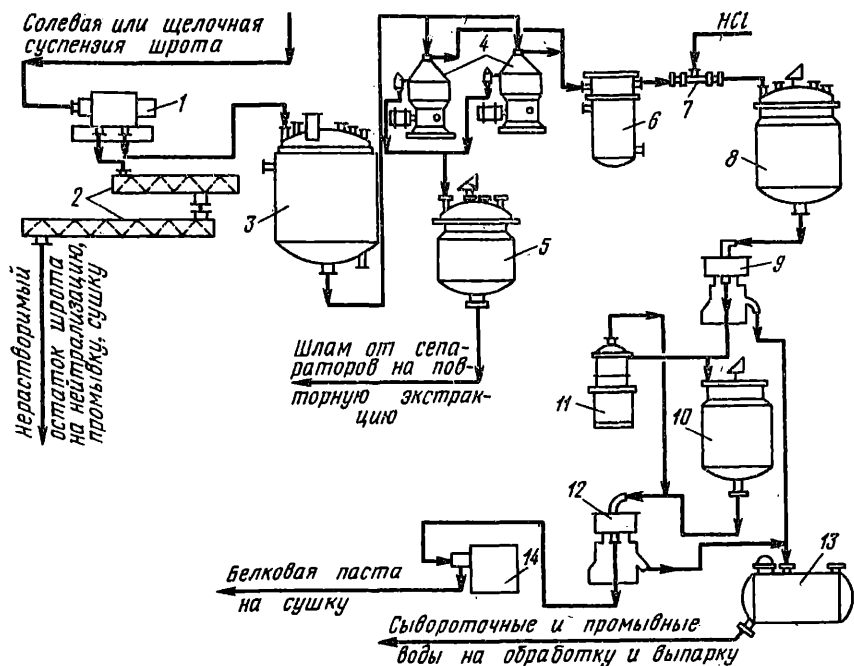 Солевая или щелочная
суспензия шрота
HCl
1
2
3
4
5
6
7
8
9
10
11
12
13
14
Нерастворимый
остаток шрота
на нейтрализацию,
промывку, сушку
Шлам от сепа-
раторов на пов-
торную экстрак-
цию
Белковая паста
на сушку
Сывороточные и промывные
воды на обработку и выпарку